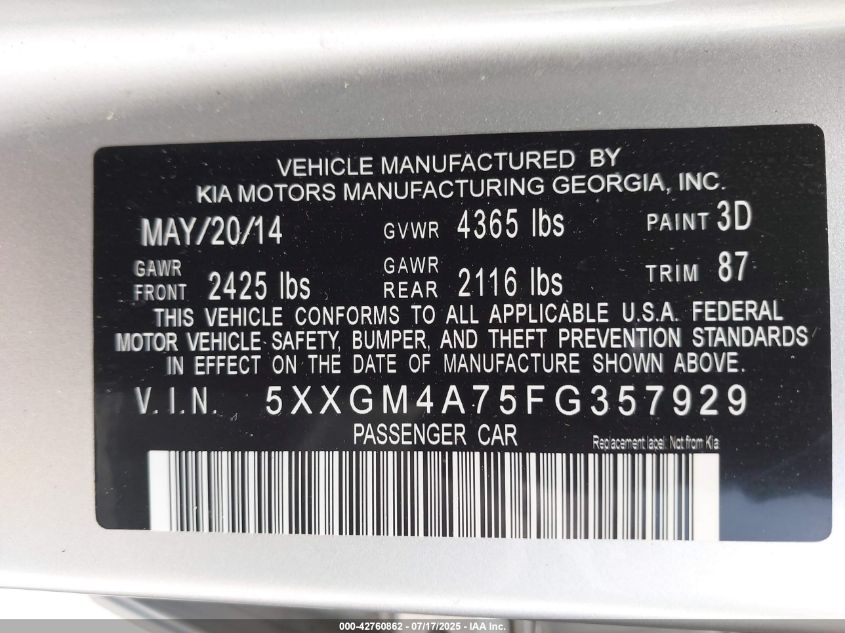 VEHICLE MANUFACTURED BY
KIA MOTORS MANUFACTURING GEORGIA, INC.
MAY/20/14 GVWR 4365 lbs PAINT 3D
GAWR FRONT 2425 lbs GAWR REAR 2116 lbs TRIM 87
THIS VEHICLE CONFORMS TO ALL APPLICABLE U.S.A. FEDERAL
MOTOR VEHICLE SAFETY, BUMPER, AND THEFT PREVENTION STANDARDS
IN EFFECT ON THE DATE OF MANUFACTURE SHOWN ABOVE.
V.I.N. 5XXGM4A75FG357929
PASSENGER CAR
Replacement label: Not from Kia
000-42760862 - 07/17/2025 - IAA Inc.